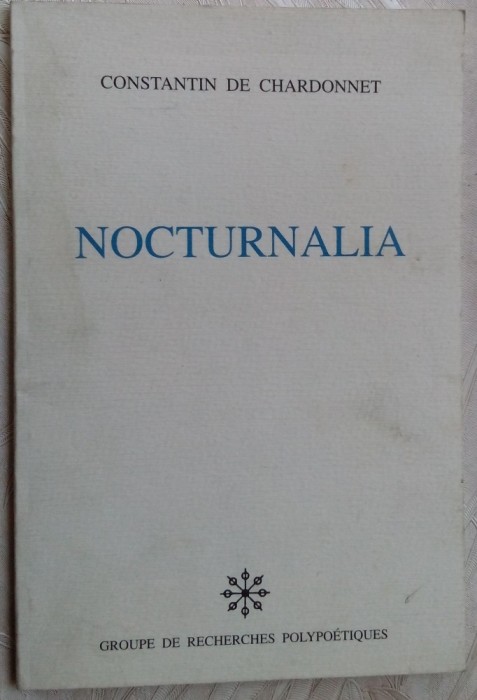 CONSTANTIN DE CHARDONNET
NOCTURNALIA
GROUPE DE RECHERCHES POLYPOÉTIQUES